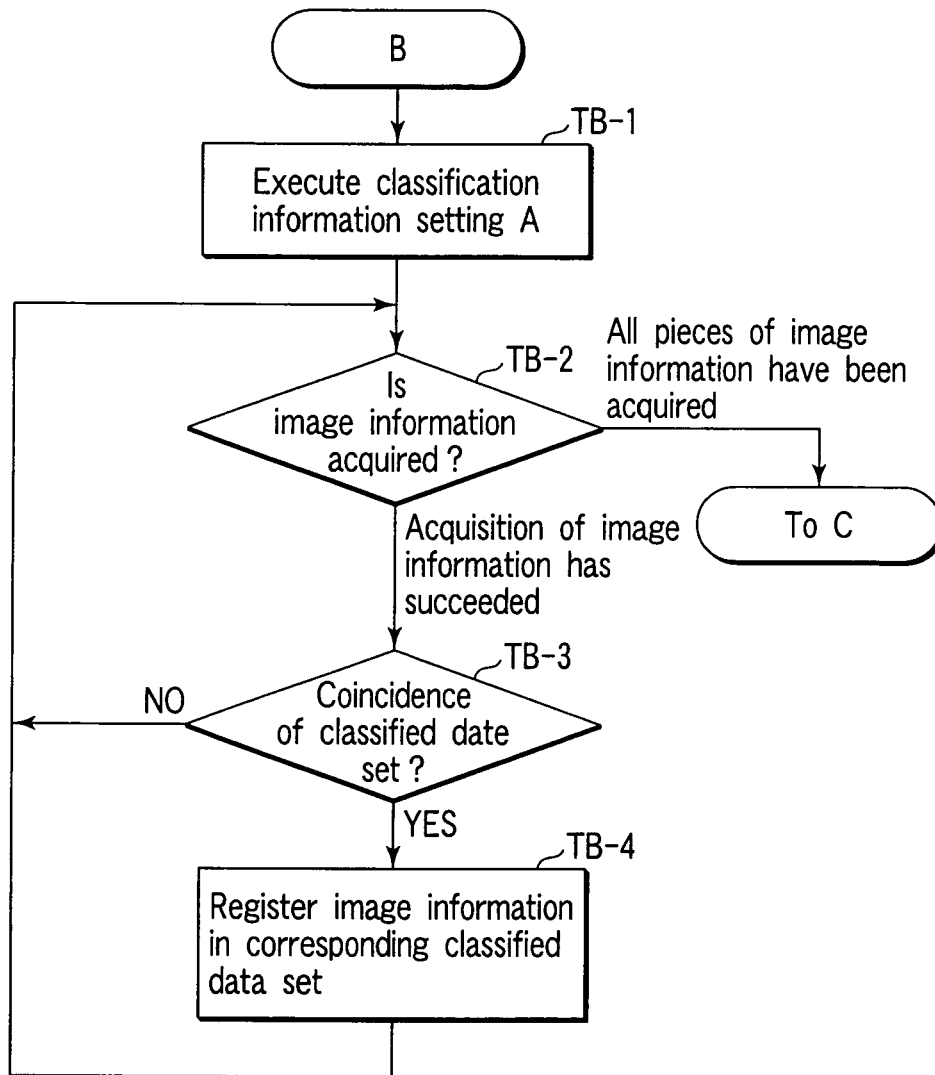 B
TB-1
Execute classification
information setting A
All pieces of image
information have been
acquired
TB-2
Is
image information
acquired ?
To C
Acquisition of image
information has
succeeded
TB-3
NO
Coincidence
of classified date
set ?
YES
TB-4
Register image information
in corresponding classified
data set